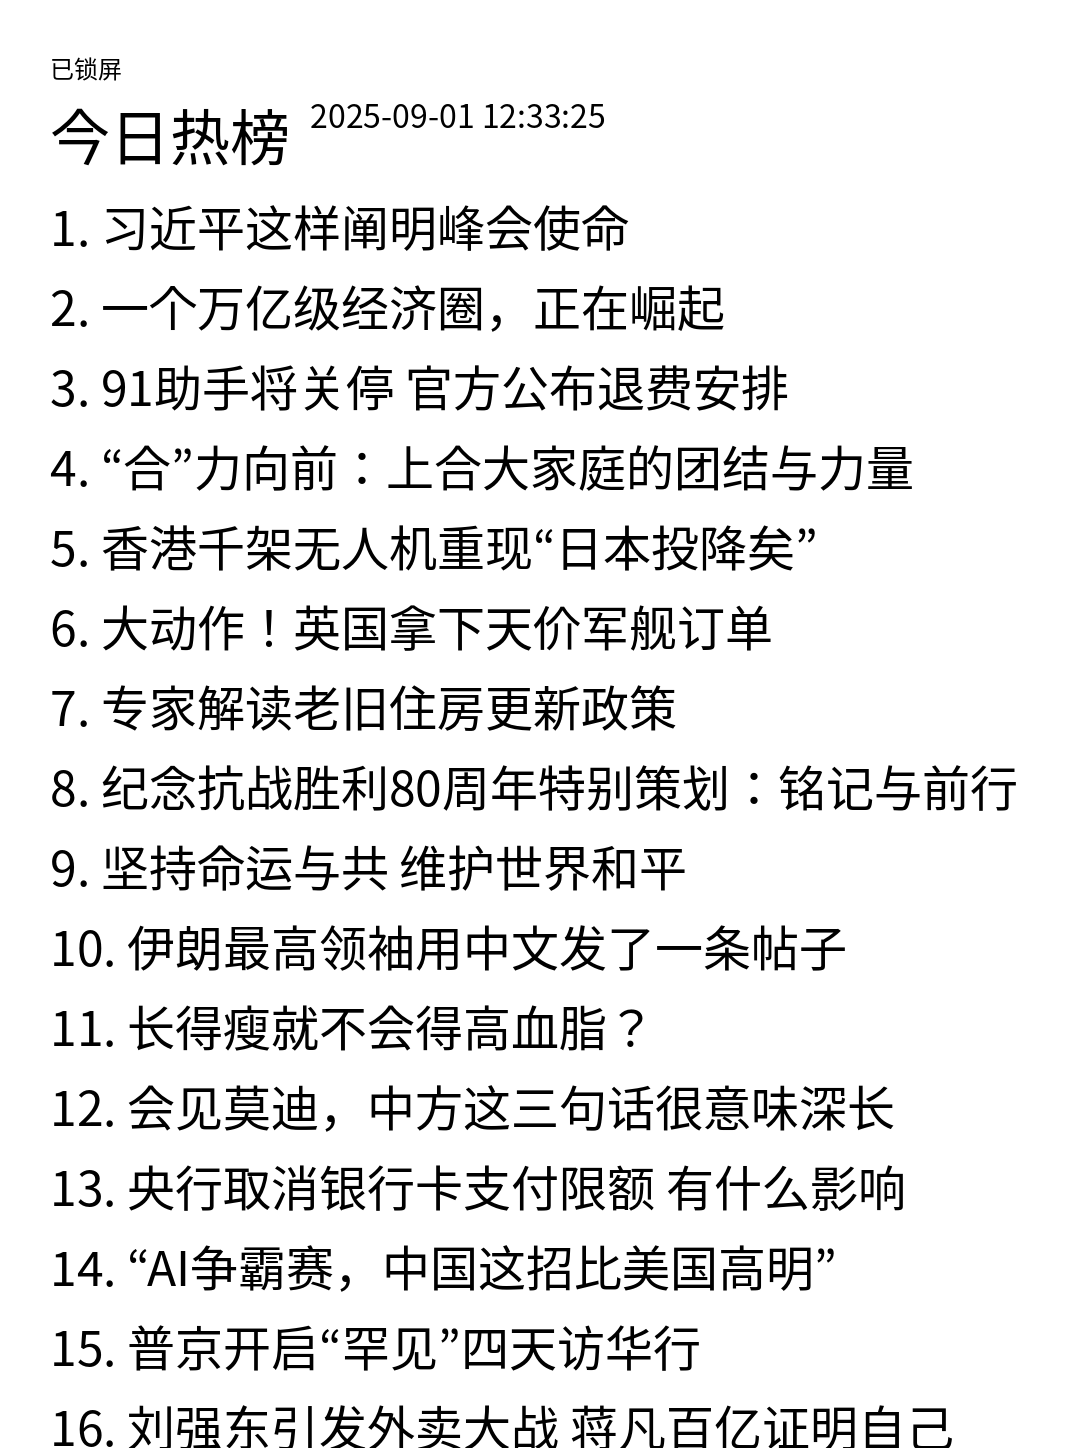 已锁屏
今日热榜 2025-09-01 12:33:25
1. 习近平这样阐明峰会使命
2. 一个万亿级经济圈，正在崛起
3. 91助手将关停 官方公布退费安排
4. “合”力向前：上合大家庭的团结与力量
5. 香港千架无人机重现“日本投降矣”
6. 大动作！英国拿下天价军舰订单
7. 专家解读老旧住房更新政策
8. 纪念抗战胜利80周年特别策划：铭记与前行
9. 坚持命运与共 维护世界和平
10. 伊朗最高领袖用中文发了一条帖子
11. 长得瘦就不会得高血脂？
12. 会见莫迪，中方这三句话很意味深长
13. 央行取消银行卡支付限额 有什么影响
14. “AI争霸赛，中国这招比美国高明”
15. 普京开启“罕见”四天访华行
16. 刘强东引发外卖大战 蒋凡百亿证明自己